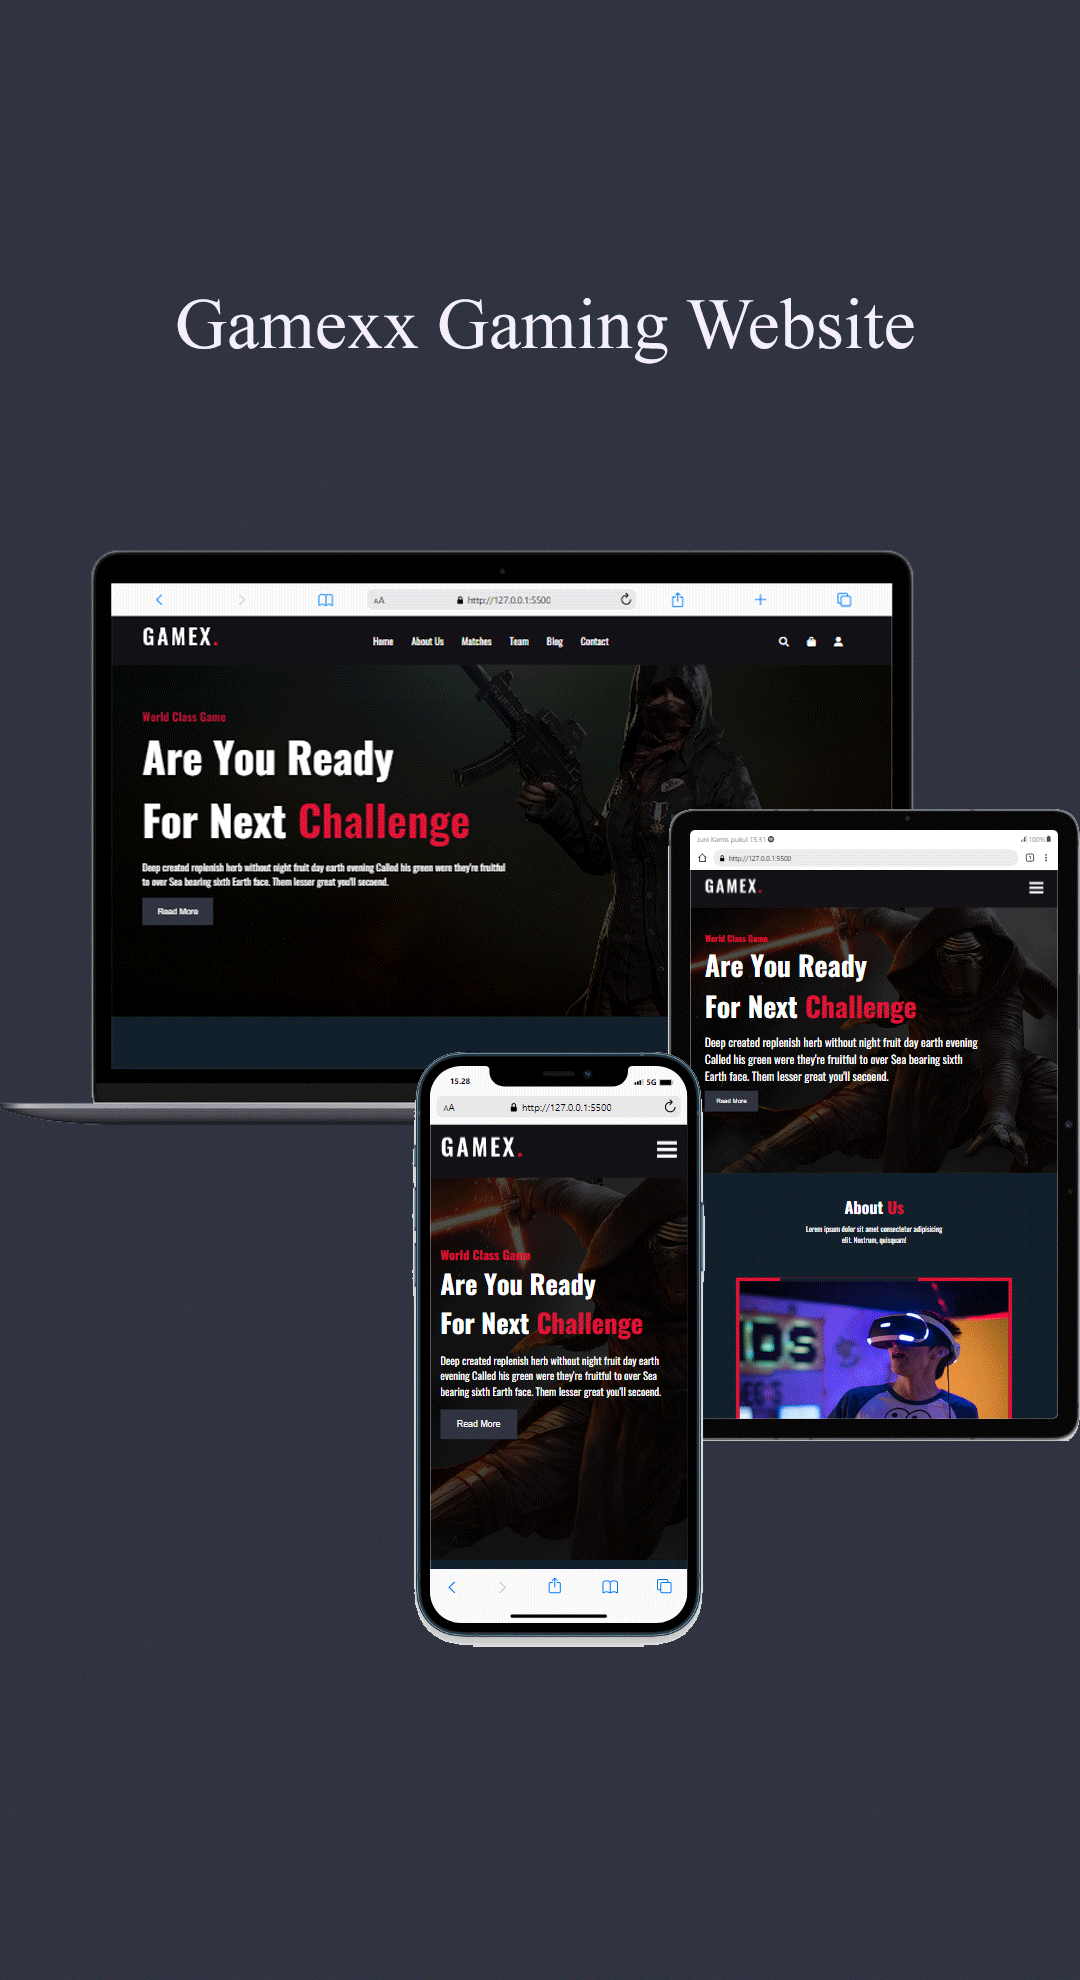 Gamexx Gaming Website
AA http://127.0.0.1:5500
GAMEX.
Home About Us Matches Team Blog Contact
World Class Game
Are You Ready
For Next Challenge
Deep created replenish herb without night fruit day earth evening Called his green were they're fruitful
to over Sea bearing sixth Earth face. Them lesser great you'll secoend.
Read More
Juni Kamis pukul 15.31 100%
http://127.0.0.1:5500 1
GAMEX.
World Class Game
Are You Ready
For Next Challenge
Deep created replenish herb without night fruit day earth evening
Called his green were they're fruitful to over Sea bearing sixth
Earth face. Them lesser great you'll secoend.
Read More
About Us
Lorem ipsum dolor sit amet consectetur adipisicing
elit. Nostrum, quisquam!
15.28 5G
AA http://127.0.0.1:5500
GAMEX.
World Class Game
Are You Ready
For Next Challenge
Deep created replenish herb without night fruit day earth
evening Called his green were they're fruitful to over Sea
bearing sixth Earth face. Them lesser great you'll secoend.
Read More